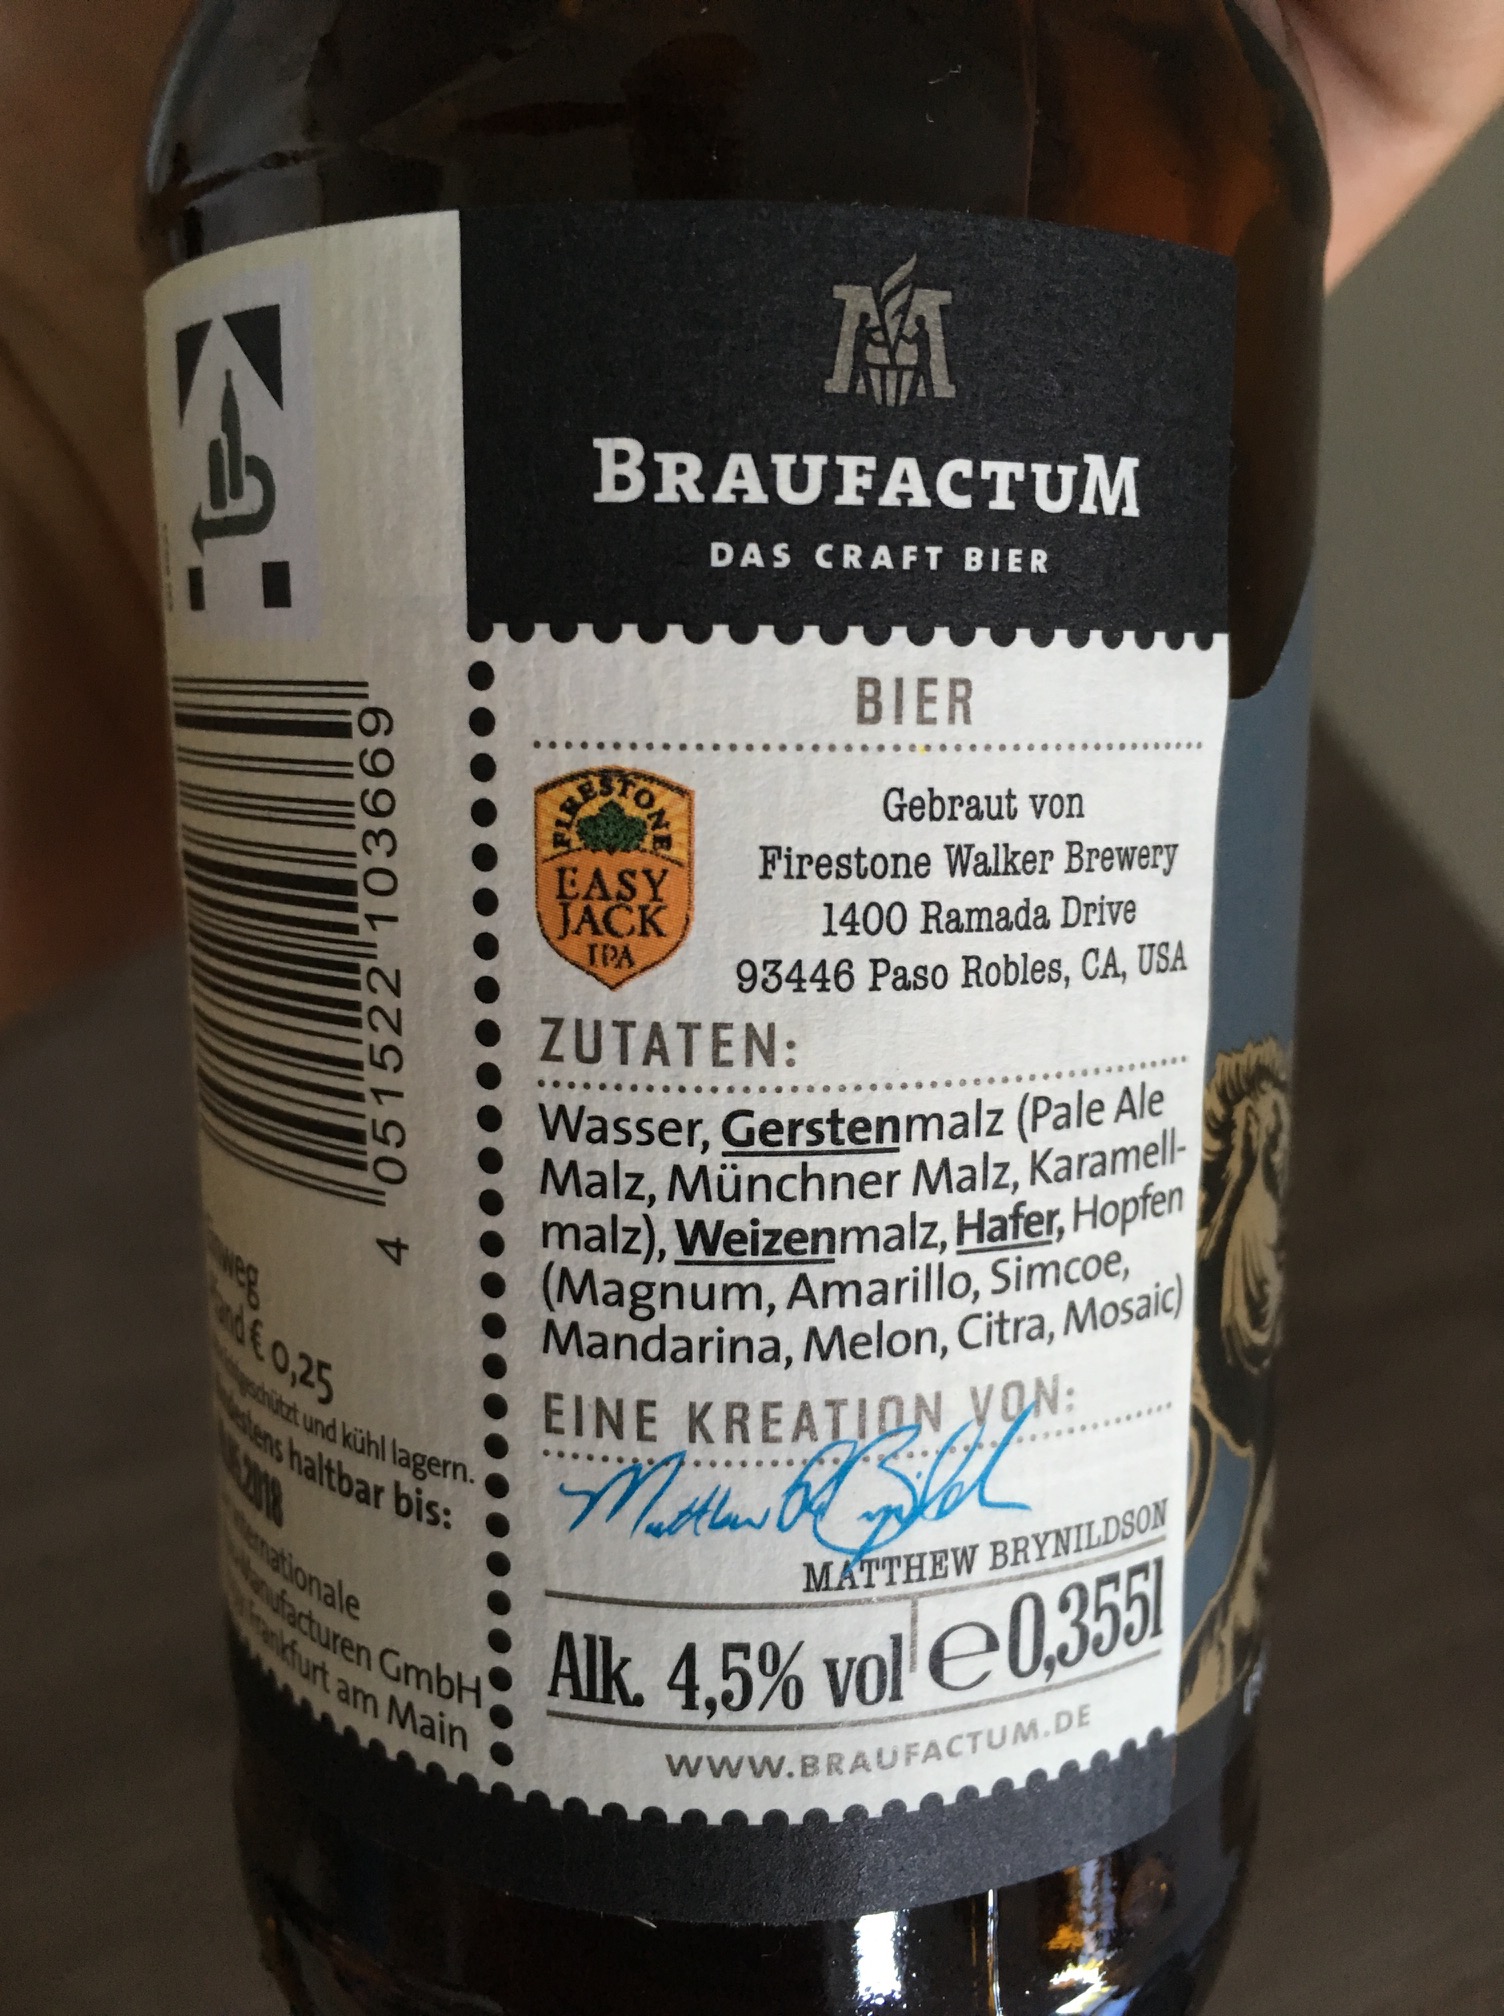 BRAUFACTUM
DAS CRAFT BIER
BIER
FIRESTONE
EASY
JACK
IPA
Gebraut von
Firestone Walker Brewery
1400 Ramada Drive
93446 Paso Robles, CA, USA
ZUTATEN:
Wasser, Gerstenmalz (Pale Ale
Malz, Münchner Malz, Karamell-
malz), Weizenmalz, Hafer, Hopfen
(Magnum, Amarillo, Simcoe,
Mandarina, Melon, Citra, Mosaic)
EINE KREATION VON:
Matthew Brynildson
MATTHEW BRYNILDSON
Alk. 4,5% vol e 0,355l
WWW.BRAUFACTUM.DE
4 051522 103669
€ 0,25
und kühl lagern.
haltbar bis:
2018
GmbH
am Main